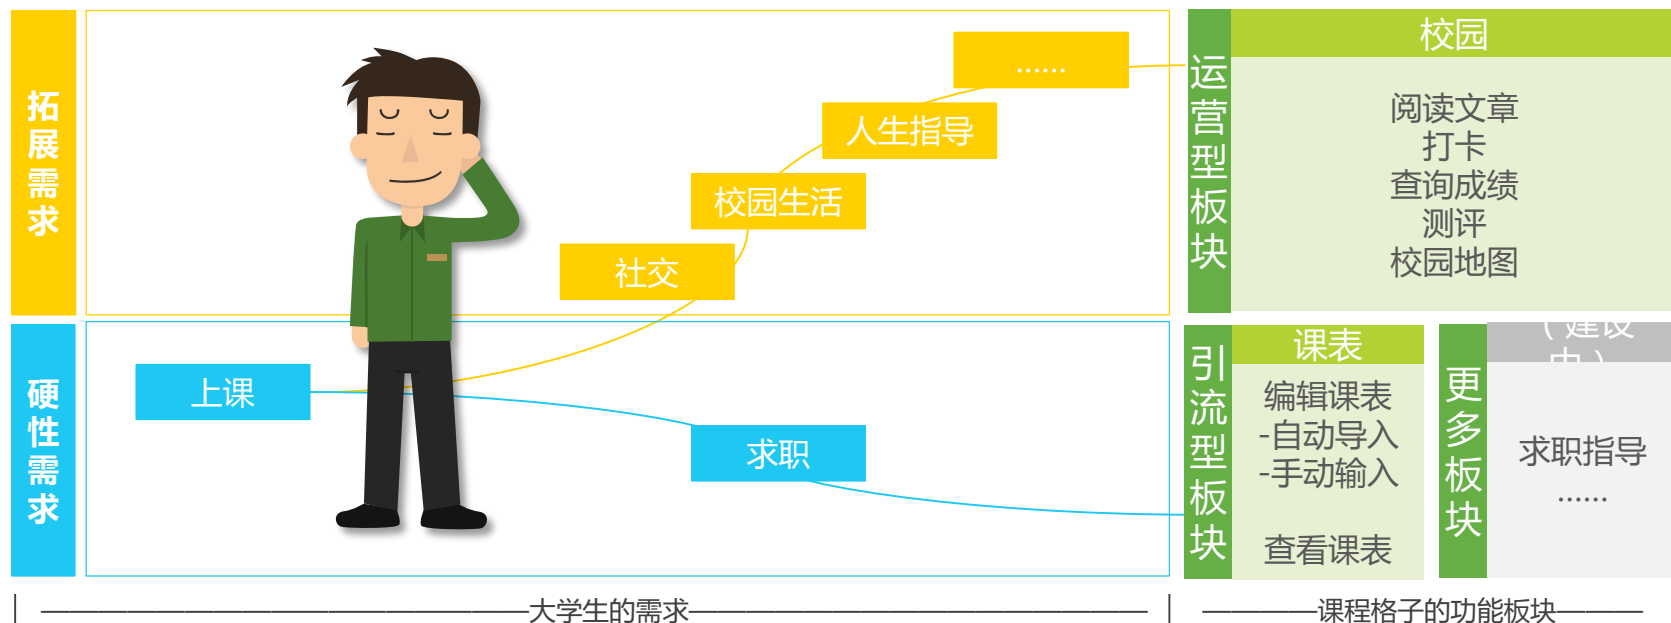 拓展需求
......
人生指导
校园生活
社交
运营型板块
校园
阅读文章
打卡
查询成绩
测评
校园地图
硬性需求
上课
求职
引流型板块
课表
编辑课表
-自动导入
-手动输入
查看课表
更多板块
（建设
中）
求职指导
......
大学生的需求
课程格子的功能板块